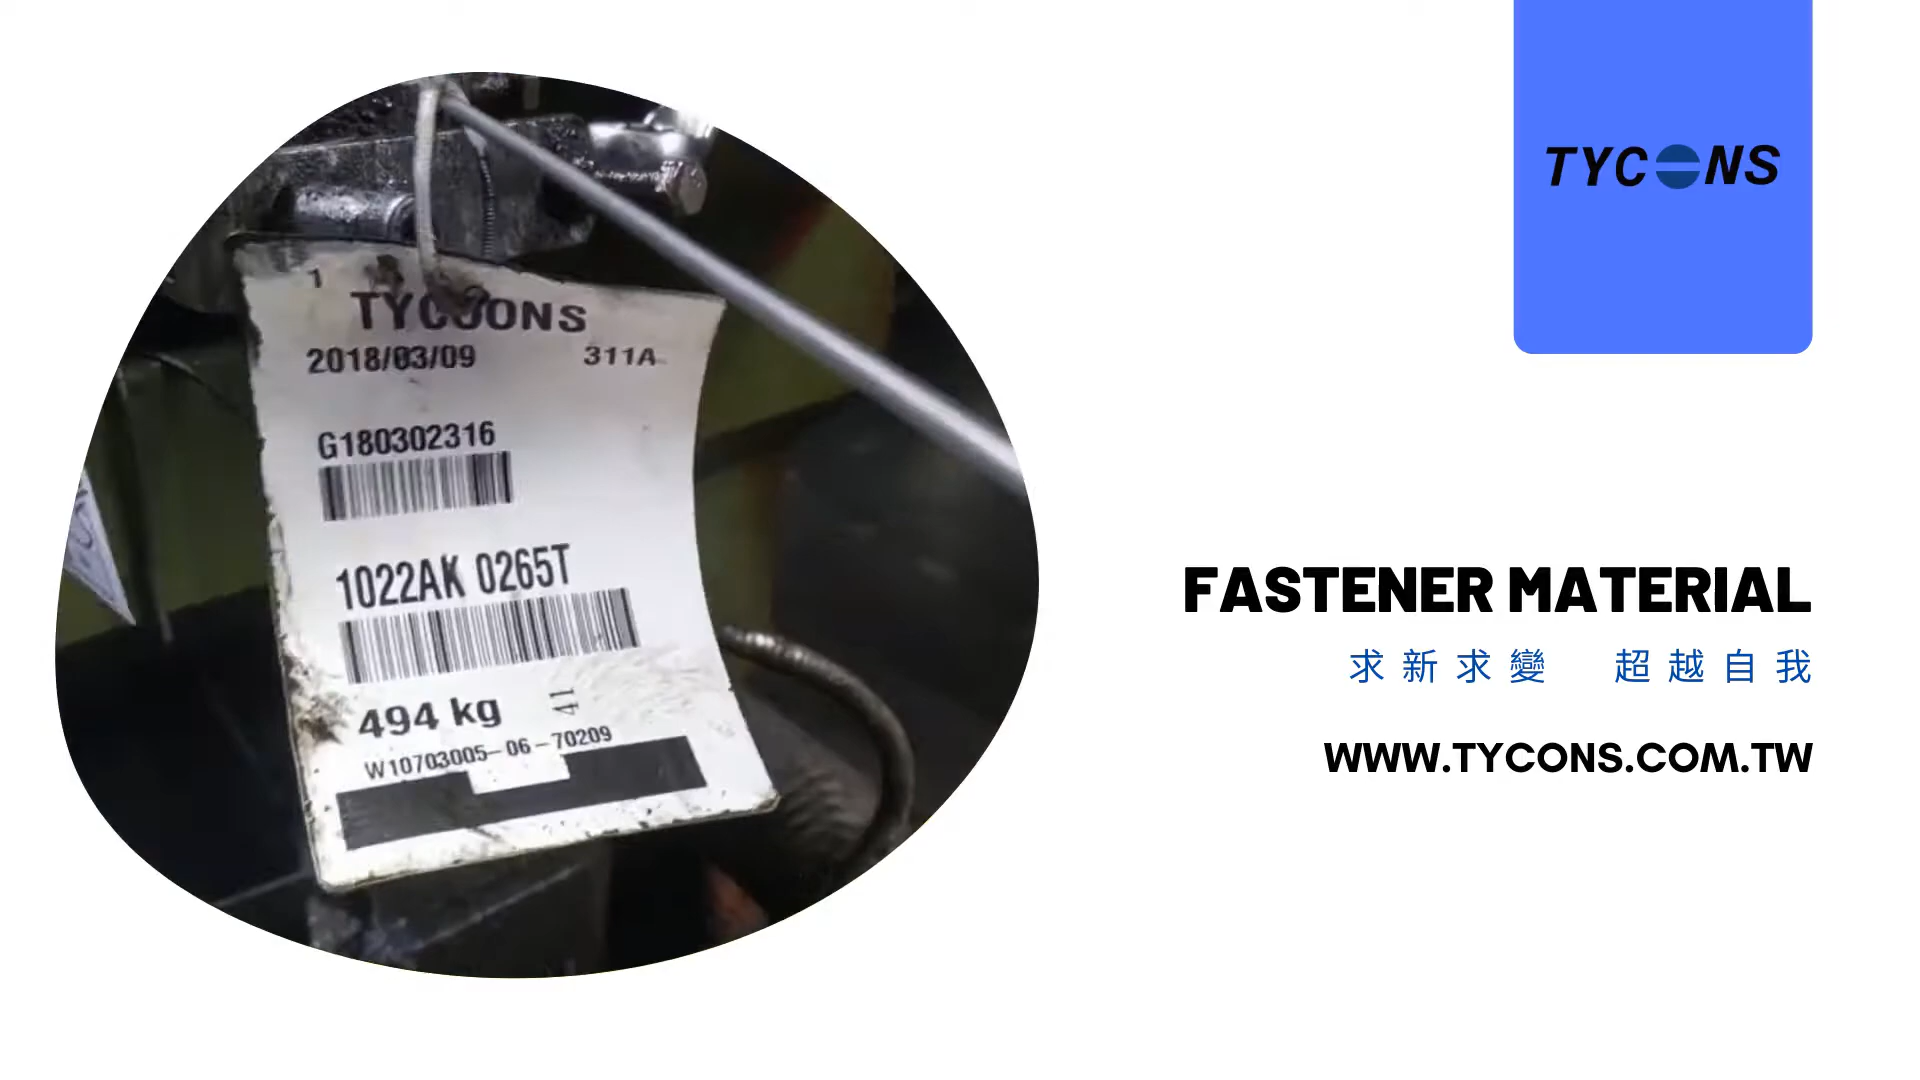 1
TYCOONS
2018/03/09 311A
G180302316
1022AK 0265T
494 kg 41
W10703005-06-70209
TYCONS
FASTENER MATERIAL
求新求變 超越自我
WWW.TYCONS.COM.TW